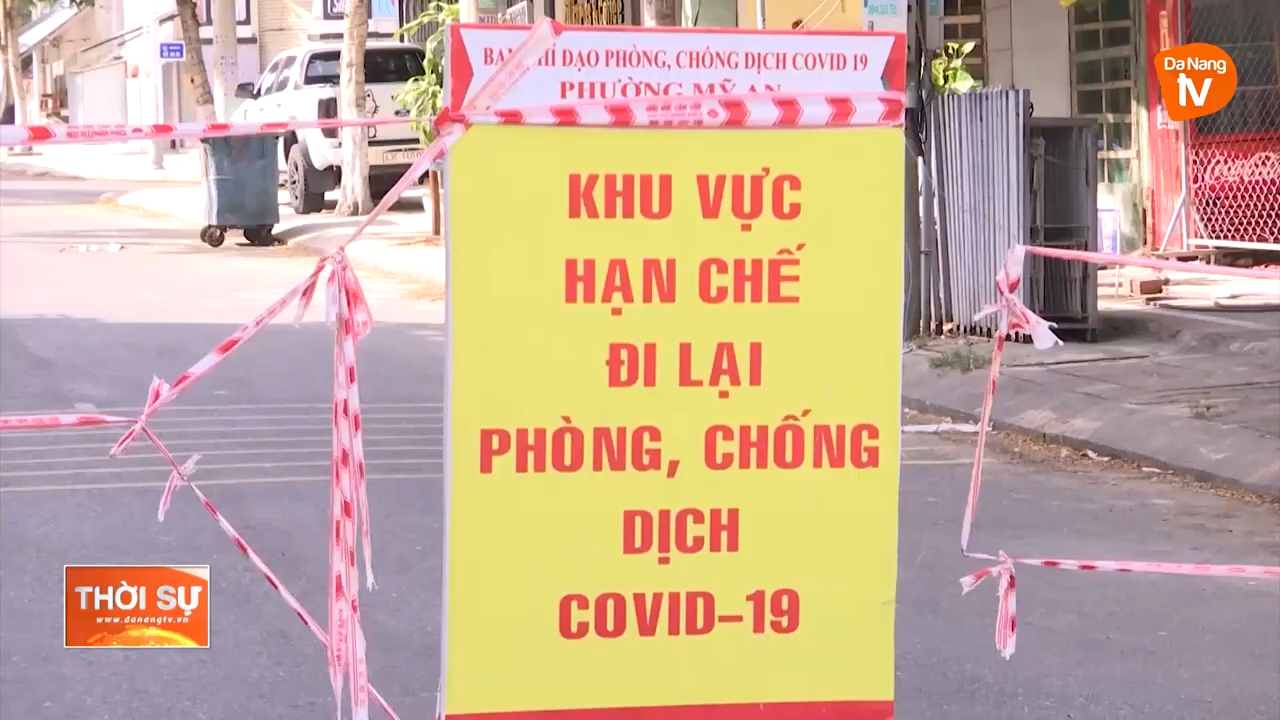 BAN CHỈ ĐẠO PHÒNG, CHỐNG DỊCH COVID 19
PHƯỜNG MỸ AN
Da Nang
tv
KHU VỰC
HẠN CHẾ
ĐI LẠI
PHÒNG, CHỐNG
DỊCH
COVID-19
THỜI SỰ
www.danangtv.vn